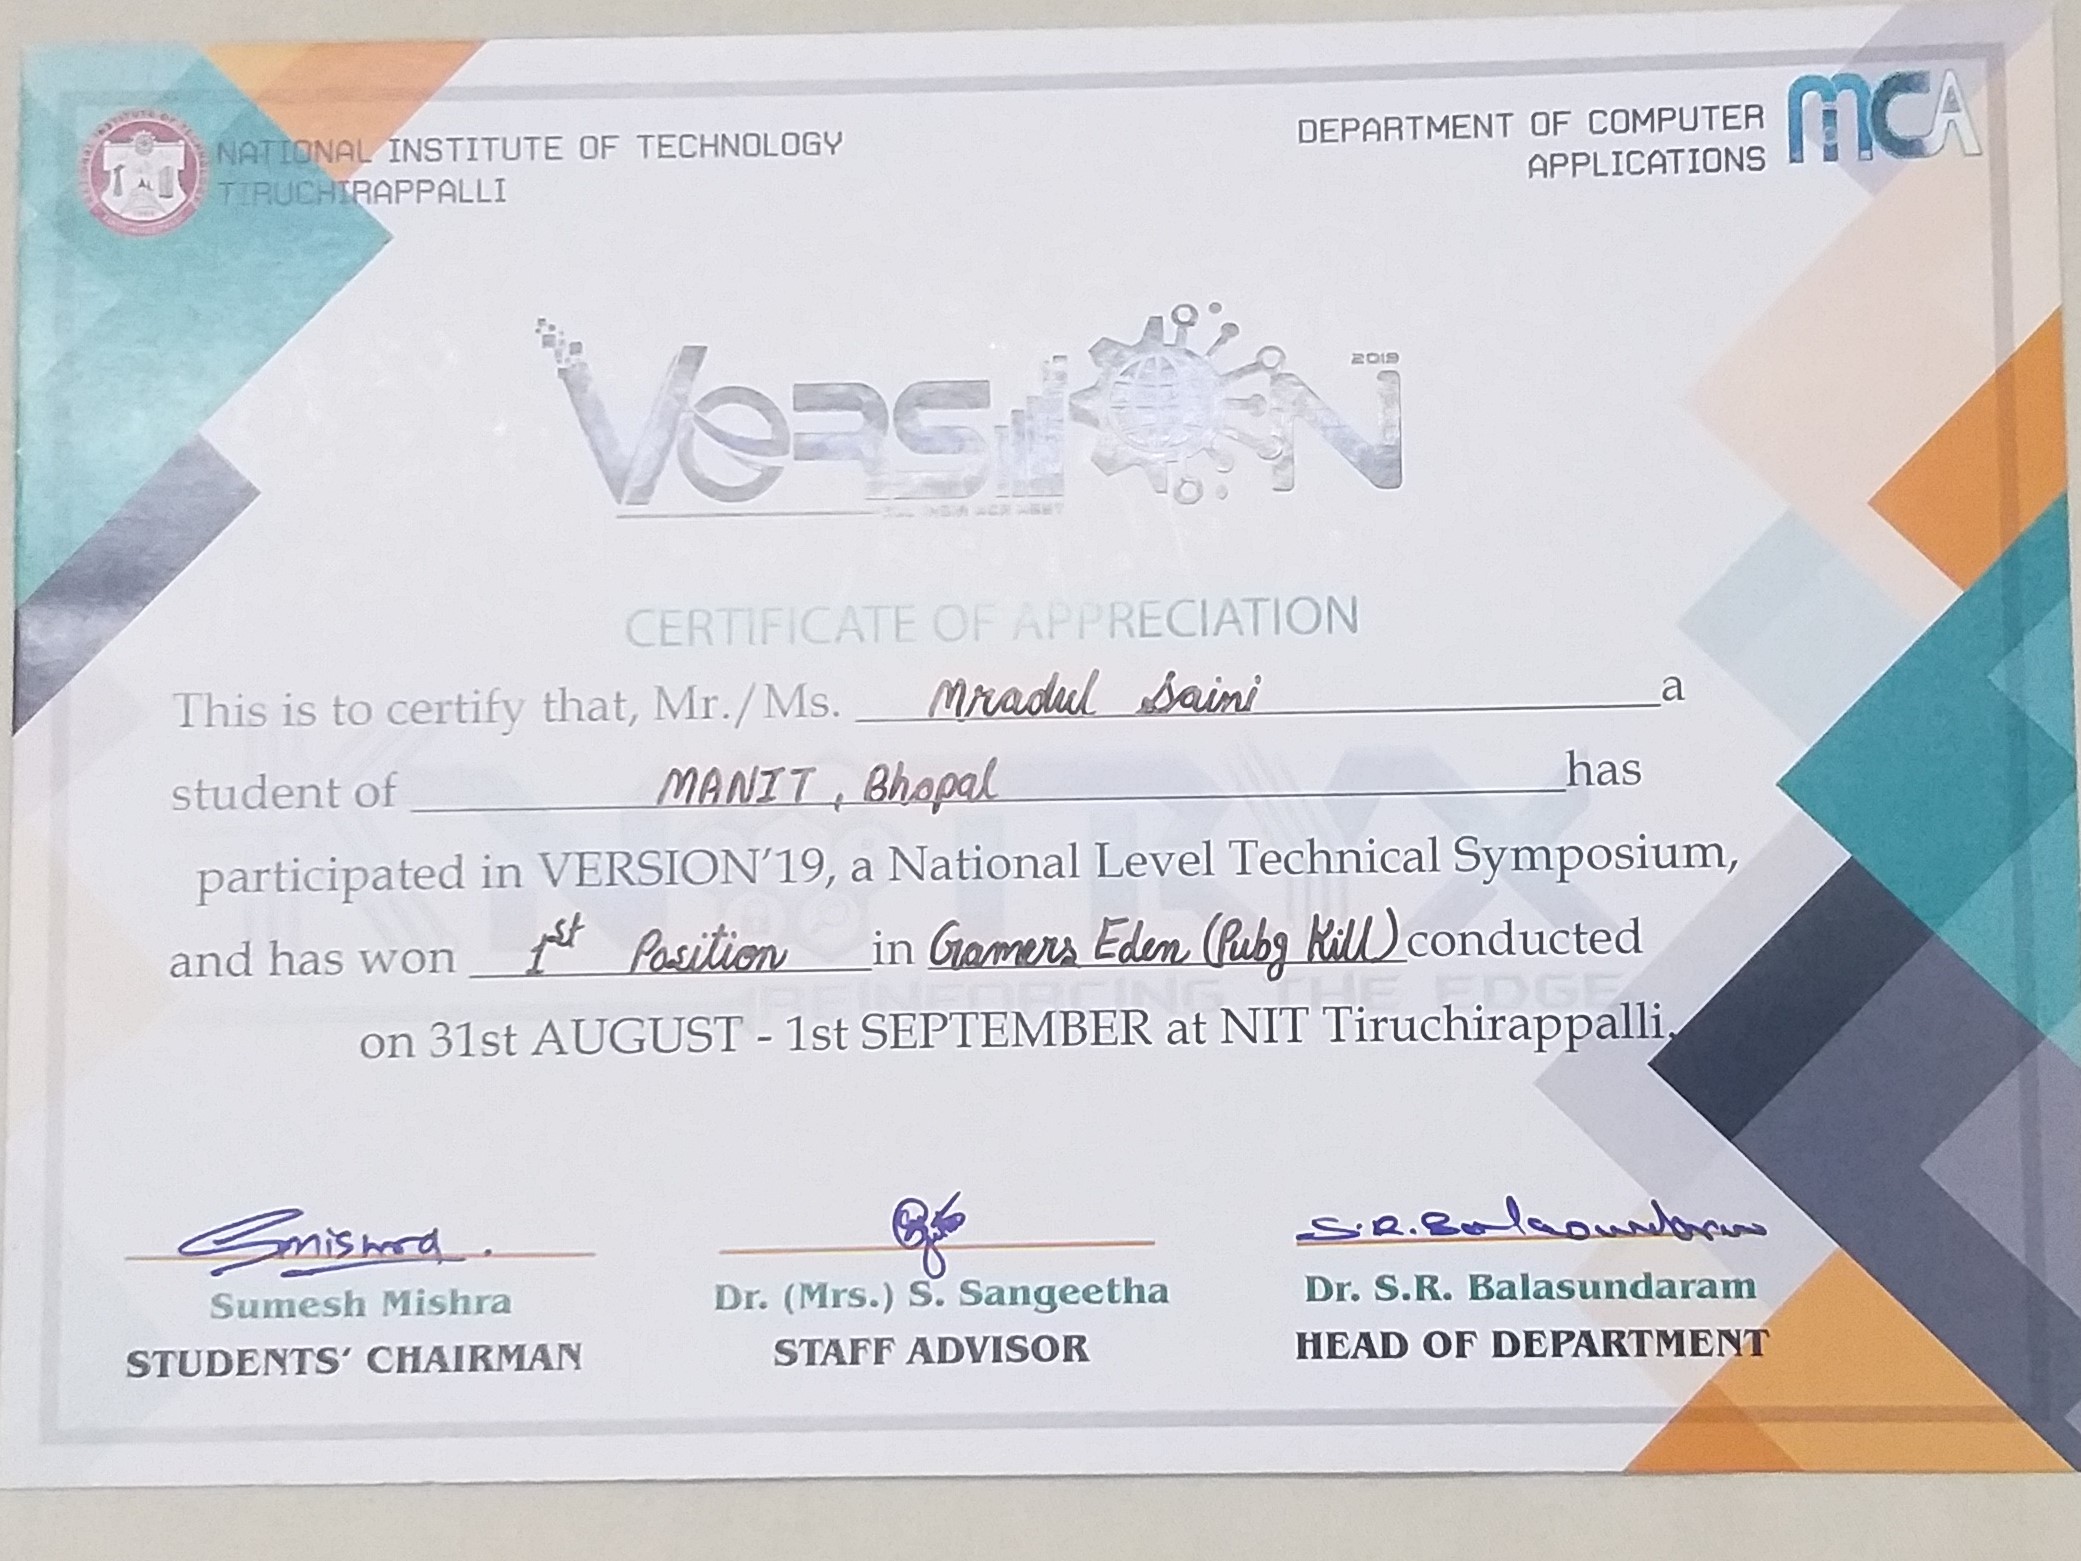 NATIONAL INSTITUTE OF TECHNOLOGY
TIRUCHIRAPPALLI
DEPARTMENT OF COMPUTER
APPLICATIONS
MCA
VERSION
2019
CERTIFICATE OF APPRECIATION
This is to certify that, Mr./Ms. Mradul Saini a
student of MANIT, Bhopal has
participated in VERSION'19, a National Level Technical Symposium,
and has won 1st Position in Gamers Eden (Pubg Kill) conducted
REINFORCING THE EDGE
on 31st AUGUST - 1st SEPTEMBER at NIT Tiruchirappalli.
Smishra.
S.R. Balasundaram
Sumesh Mishra
STUDENTS' CHAIRMAN
Dr. (Mrs.) S. Sangeetha
STAFF ADVISOR
Dr. S.R. Balasundaram
HEAD OF DEPARTMENT